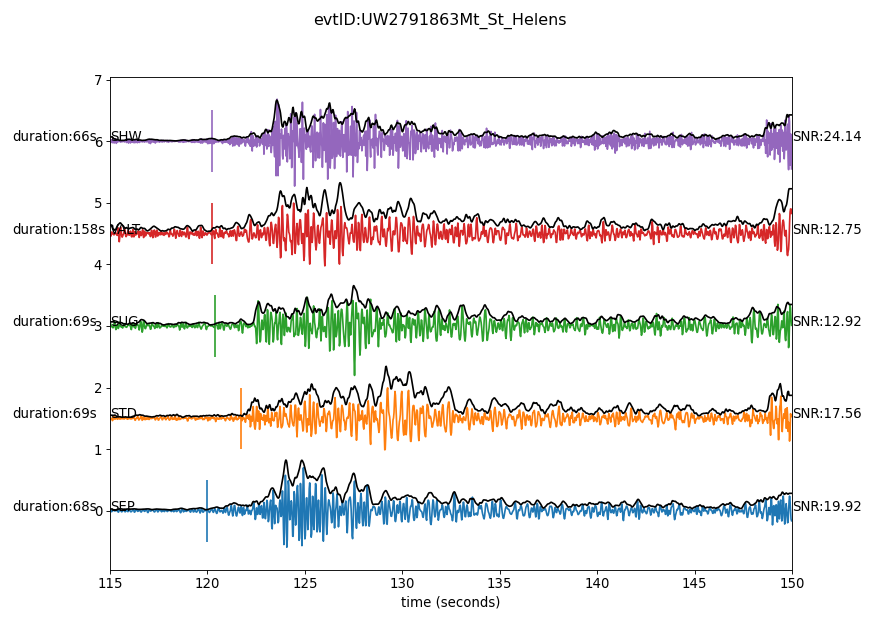 evtID:UW2791863Mt_St_Helens
7
duration:66s SHW SNR:24.14
6
5
duration:158s VALT SNR:12.75
4
duration:69s SUG SNR:12.92
3
2
duration:69s STD SNR:17.56
1
duration:68s SEP SNR:19.92
0
115 120 125 130 135 140 145 150
time (seconds)